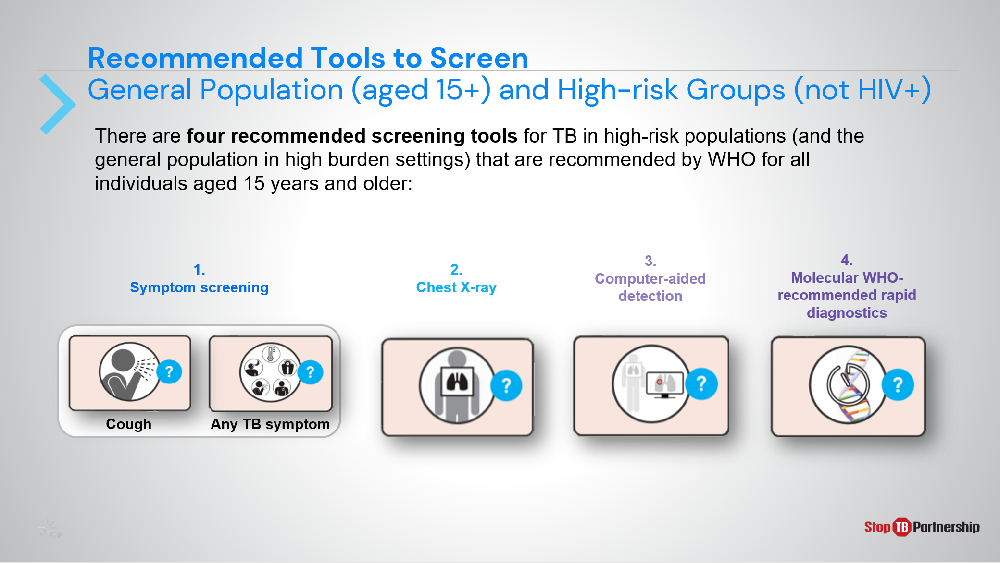 Recommended Tools to Screen
General Population (aged 15+) and High-risk Groups (not HIV+)
There are four recommended screening tools for TB in high-risk populations (and the
general population in high burden settings) that are recommended by WHO for all
individuals aged 15 years and older:
1.
Symptom screening
2.
Chest X-ray
3.
Computer-aided
detection
4.
Molecular WHO-
recommended rapid
diagnostics
?
?
?
?
?
Cough
Any TB symptom
Stop TB Partnership